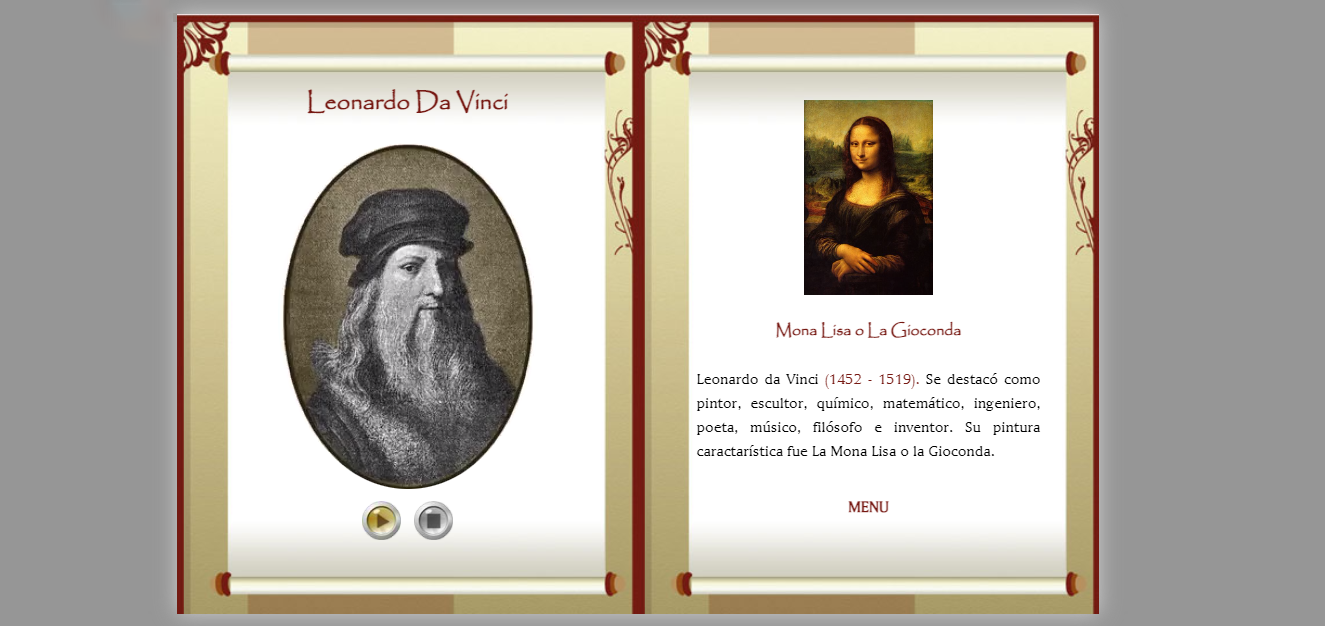 Leonardo Da Vinci
Mona Lisa o La Gioconda
Leonardo da Vinci (1452 - 1519). Se destacó como
pintor, escultor, químico, matemático, ingeniero,
poeta, músico, filósofo e inventor. Su pintura
caractarística fue La Mona Lisa o la Gioconda.
MENU